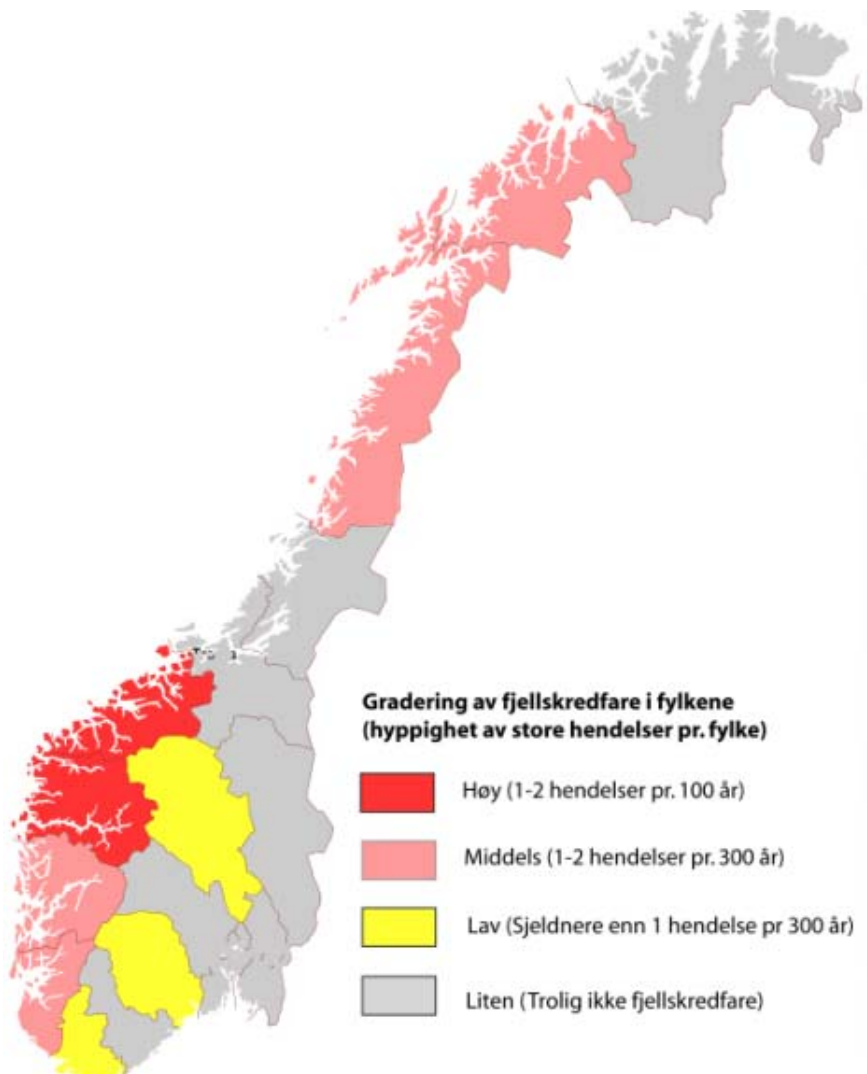 Gradering av fjellskredfare i fylkene
(hyppighet av store hendelser pr. fylke)
Høy (1-2 hendelser pr. 100 år)
Middels (1-2 hendelser pr. 300 år)
Lav (Sjeldnere enn 1 hendelse pr 300 år)
Liten (Trolig ikke fjellskredfare)